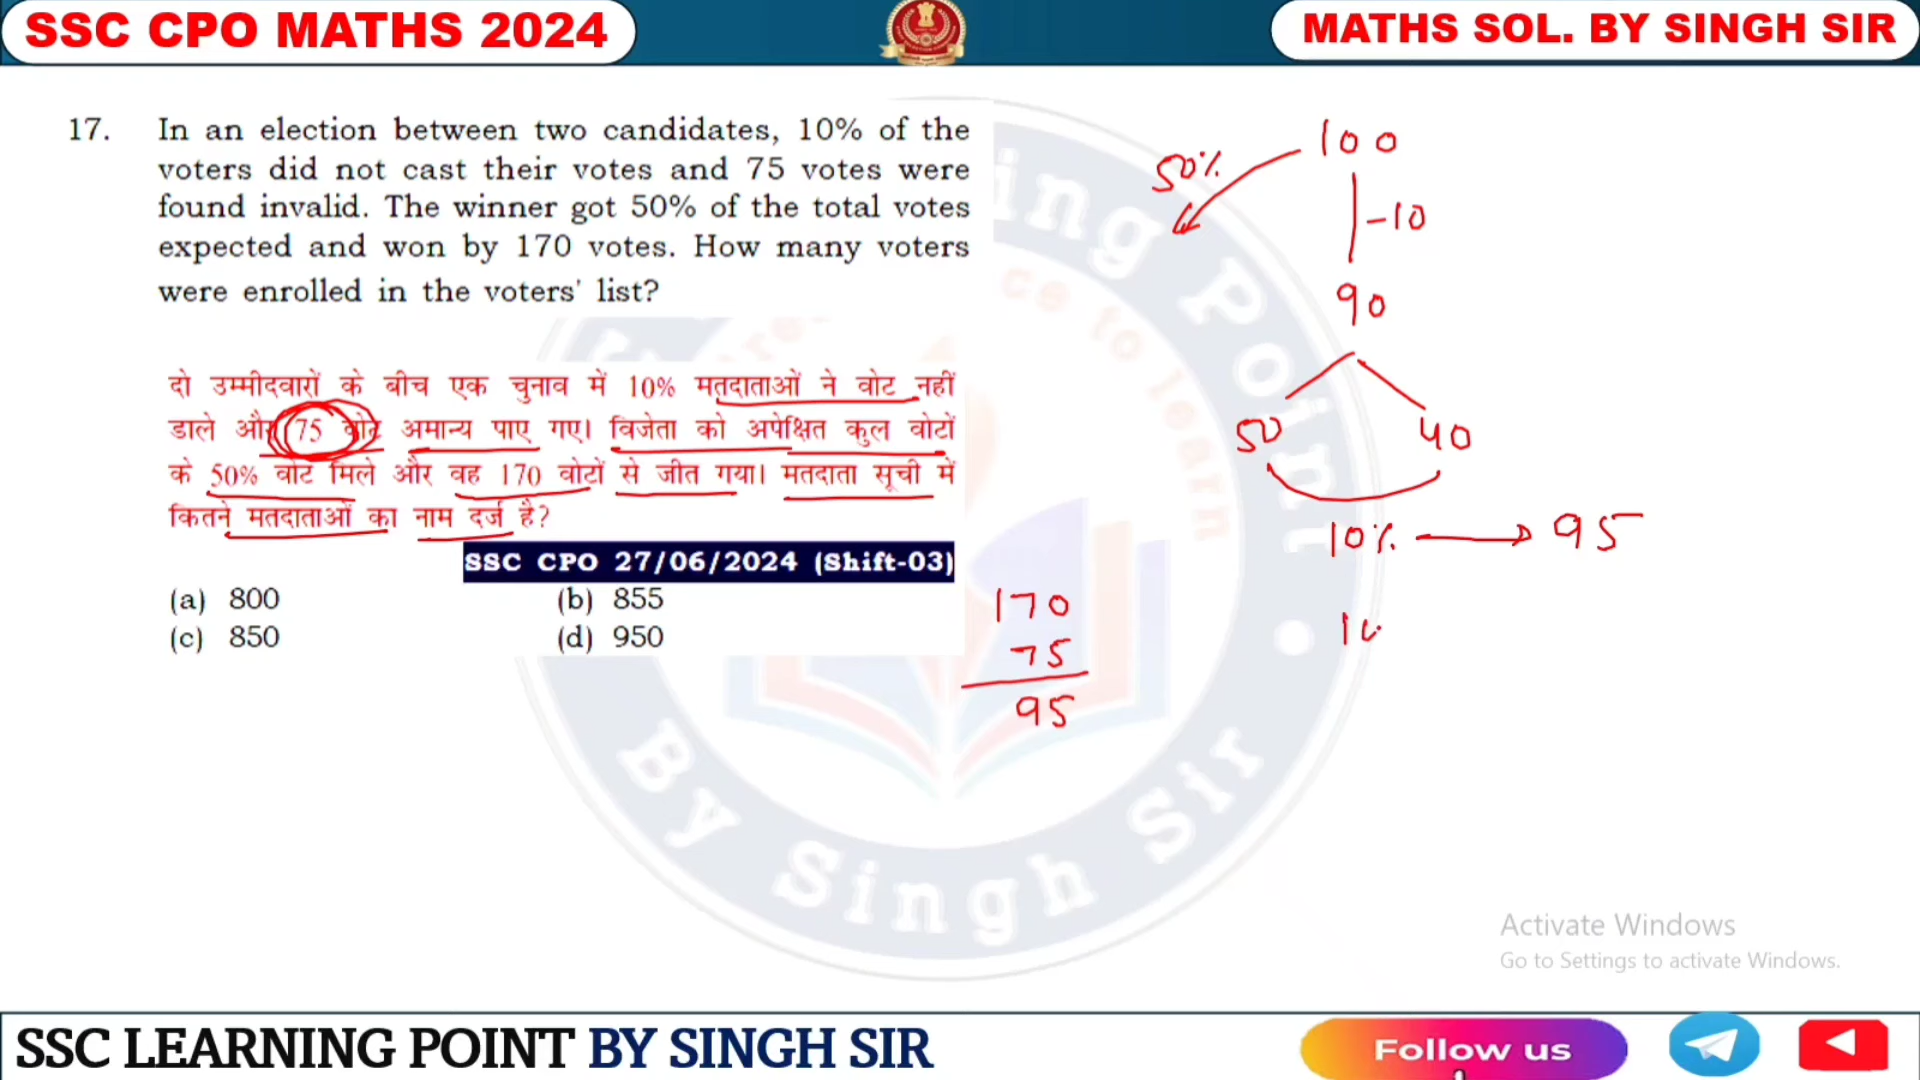 SSC CPO MATHS 2024
MATHS SOL. BY SINGH SIR
17. In an election between two candidates, 10% of the
voters did not cast their votes and 75 votes were
found invalid. The winner got 50% of the total votes
expected and won by 170 votes. How many voters
were enrolled in the voters' list?
दो उम्मीदवारों के बीच एक चुनाव में 10% मतदाताओं ने वोट नहीं
डाले और 75 वोट अमान्य पाए गए। विजेता को अपेक्षित कुल वोटों
के 50% वोट मिले और वह 170 वोटों से जीत गया। मतदाता सूची में
कितने मतदाताओं का नाम दर्ज है?
SSC CPO 27/06/2024 (Shift-03)
(a) 800 (b) 855
(c) 850 (d) 950
100
50%
-10
90
50 40
10% 95
170
75
95
By Singh Sir
Activate Windows
Go to Settings to activate Windows.
SSC LEARNING POINT BY SINGH SIR
Follow us